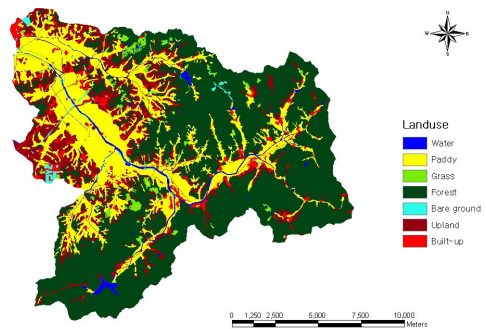 N
W
E
S
Landuse
Water
Paddy
Grass
Forest
Bare ground
Upland
Built-up
0 1,250 2,500 5,000 7,500 10,000
Meters